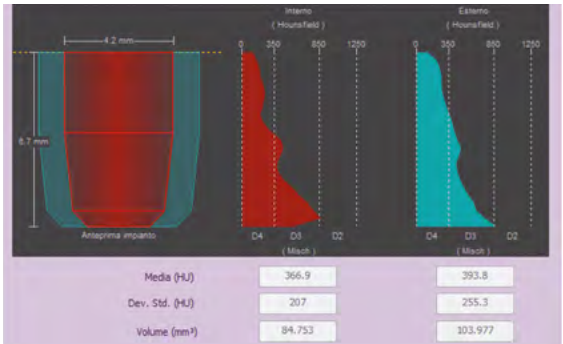 Interno
Esterno
( Hounsfield )
( Hounsfield )
0 350 850 1250
0 350 850 1250
4.2 mm
6.7 mm
Anteprima impianto
D4 D3 D2
D4 D3 D2
( Misch )
( Misch )
Media (HU) 366.9 393.8
Dev. Std. (HU) 207 255.3
Volume (mm³) 84.753 103.977